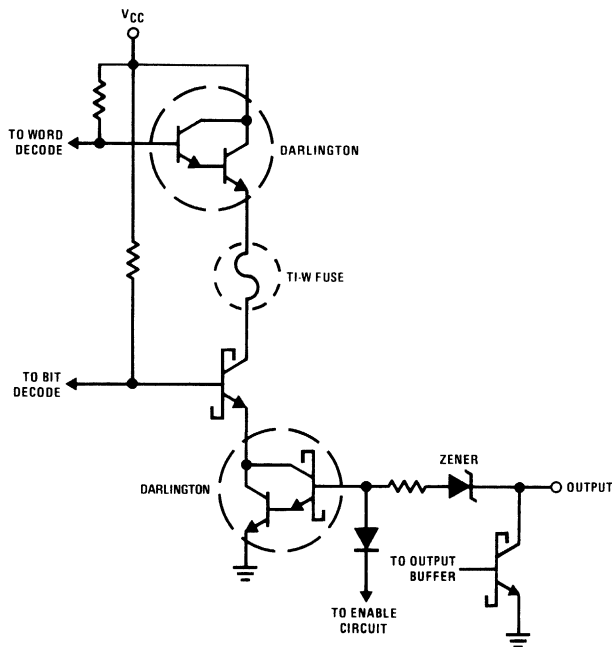 VCC
TO WORD
DECODE
DARLINGTON
TI-W FUSE
TO BIT
DECODE
DARLINGTON
ZENER
OUTPUT
TO OUTPUT
BUFFER
TO ENABLE
CIRCUIT